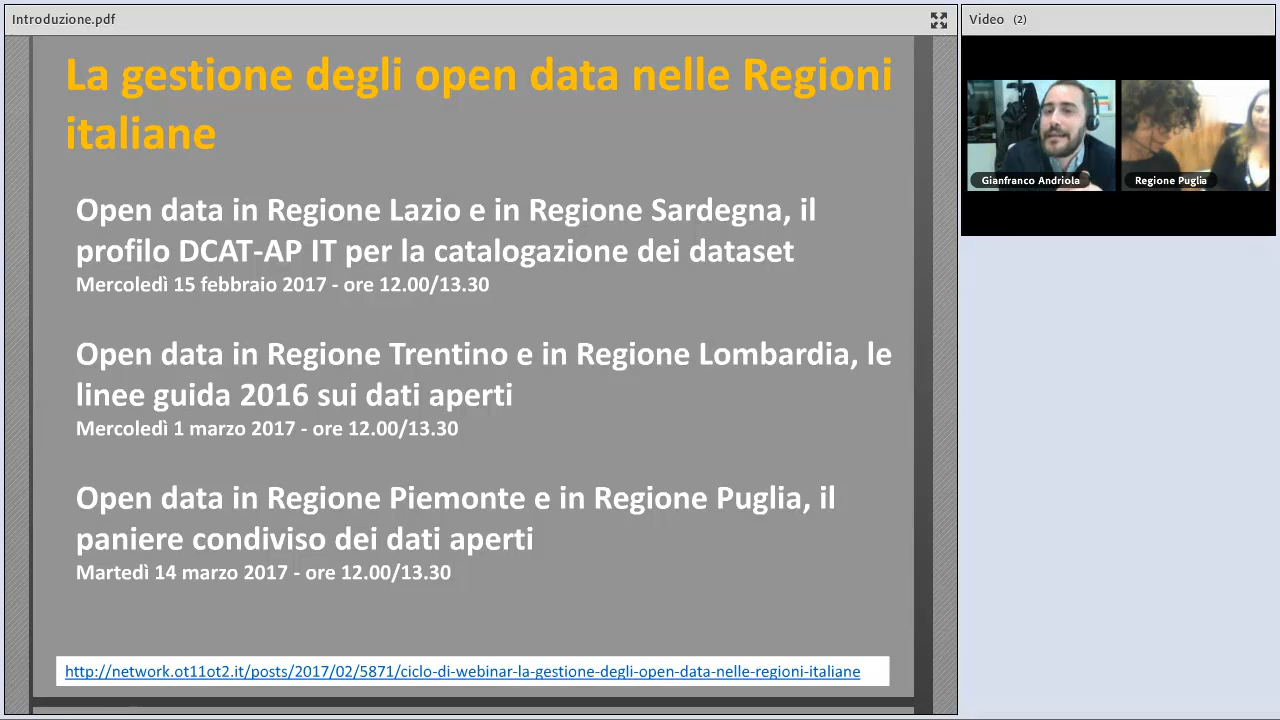 Introduzione.pdf
Video (2)
La gestione degli open data nelle Regioni
italiane
Open data in Regione Lazio e in Regione Sardegna, il
profilo DCAT-AP IT per la catalogazione dei dataset
Mercoledì 15 febbraio 2017 - ore 12.00/13.30
Open data in Regione Trentino e in Regione Lombardia, le
linee guida 2016 sui dati aperti
Mercoledì 1 marzo 2017 - ore 12.00/13.30
Open data in Regione Piemonte e in Regione Puglia, il
paniere condiviso dei dati aperti
Martedì 14 marzo 2017 - ore 12.00/13.30
http://network.ot11ot2.it/posts/2017/02/5871/ciclo-di-webinar-la-gestione-degli-open-data-nelle-regioni-italiane
Gianfranco Andriola
Regione Puglia